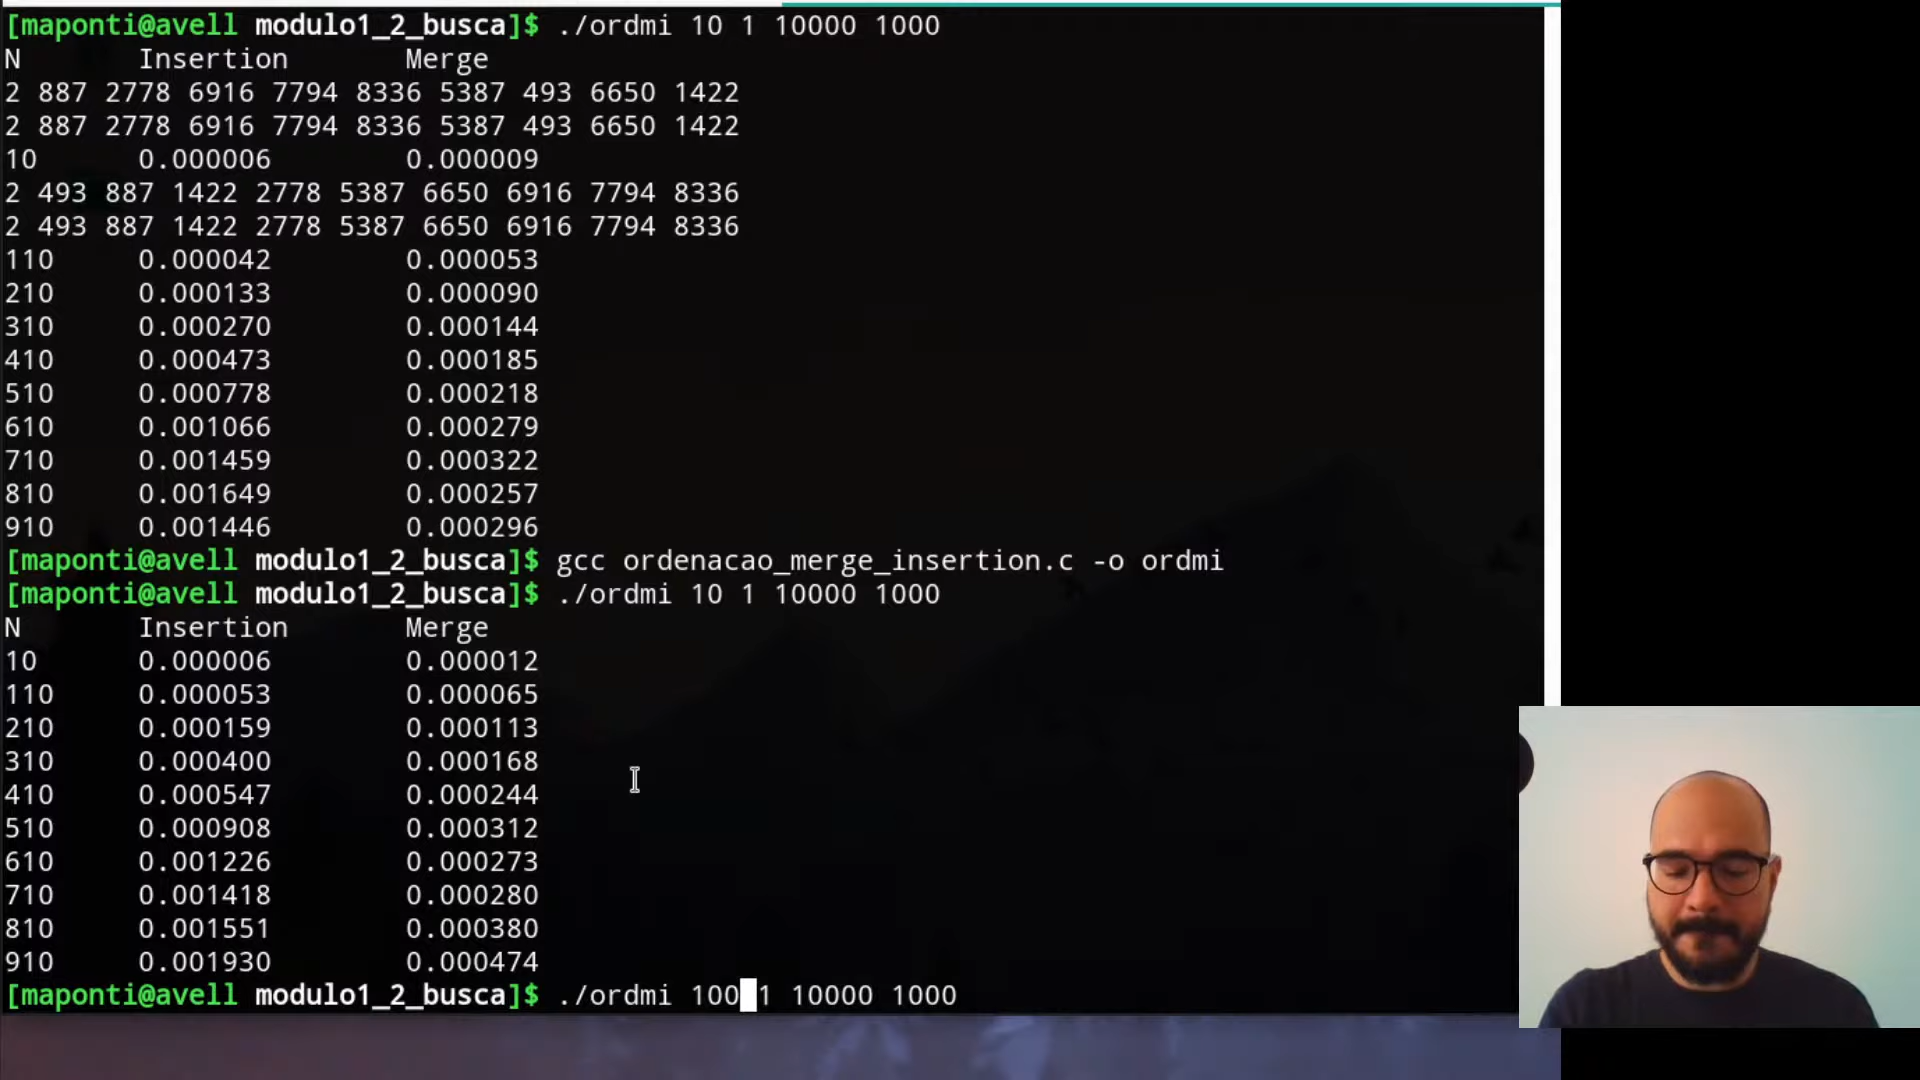 [maponti@avell modulo1_2_busca]$ ./ordmi 10 1 10000 1000
N Insertion Merge
2 887 2778 6916 7794 8336 5387 493 6650 1422
2 887 2778 6916 7794 8336 5387 493 6650 1422
10 0.000006 0.000009
2 493 887 1422 2778 5387 6650 6916 7794 8336
2 493 887 1422 2778 5387 6650 6916 7794 8336
110 0.000042 0.000053
210 0.000133 0.000090
310 0.000270 0.000144
410 0.000473 0.000185
510 0.000778 0.000218
610 0.001066 0.000279
710 0.001459 0.000322
810 0.001649 0.000257
910 0.001446 0.000296
[maponti@avell modulo1_2_busca]$ gcc ordenacao_merge_insertion.c -o ordmi
[maponti@avell modulo1_2_busca]$ ./ordmi 10 1 10000 1000
N Insertion Merge
10 0.000006 0.000012
110 0.000053 0.000065
210 0.000159 0.000113
310 0.000400 0.000168
410 0.000547 0.000244
510 0.000908 0.000312
610 0.001226 0.000273
710 0.001418 0.000280
810 0.001551 0.000380
910 0.001930 0.000474
[maponti@avell modulo1_2_busca]$ ./ordmi 100 1 10000 1000